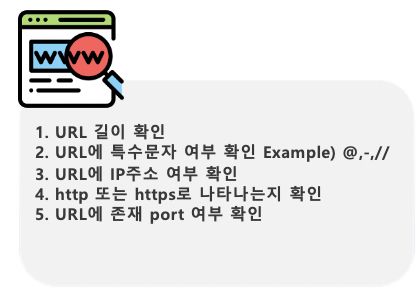 www
1. URL 길이 확인
2. URL에 특수문자 여부 확인 Example) @,-,//
3. URL에 IP주소 여부 확인
4. http 또는 https로 나타나는지 확인
5. URL에 존재 port 여부 확인